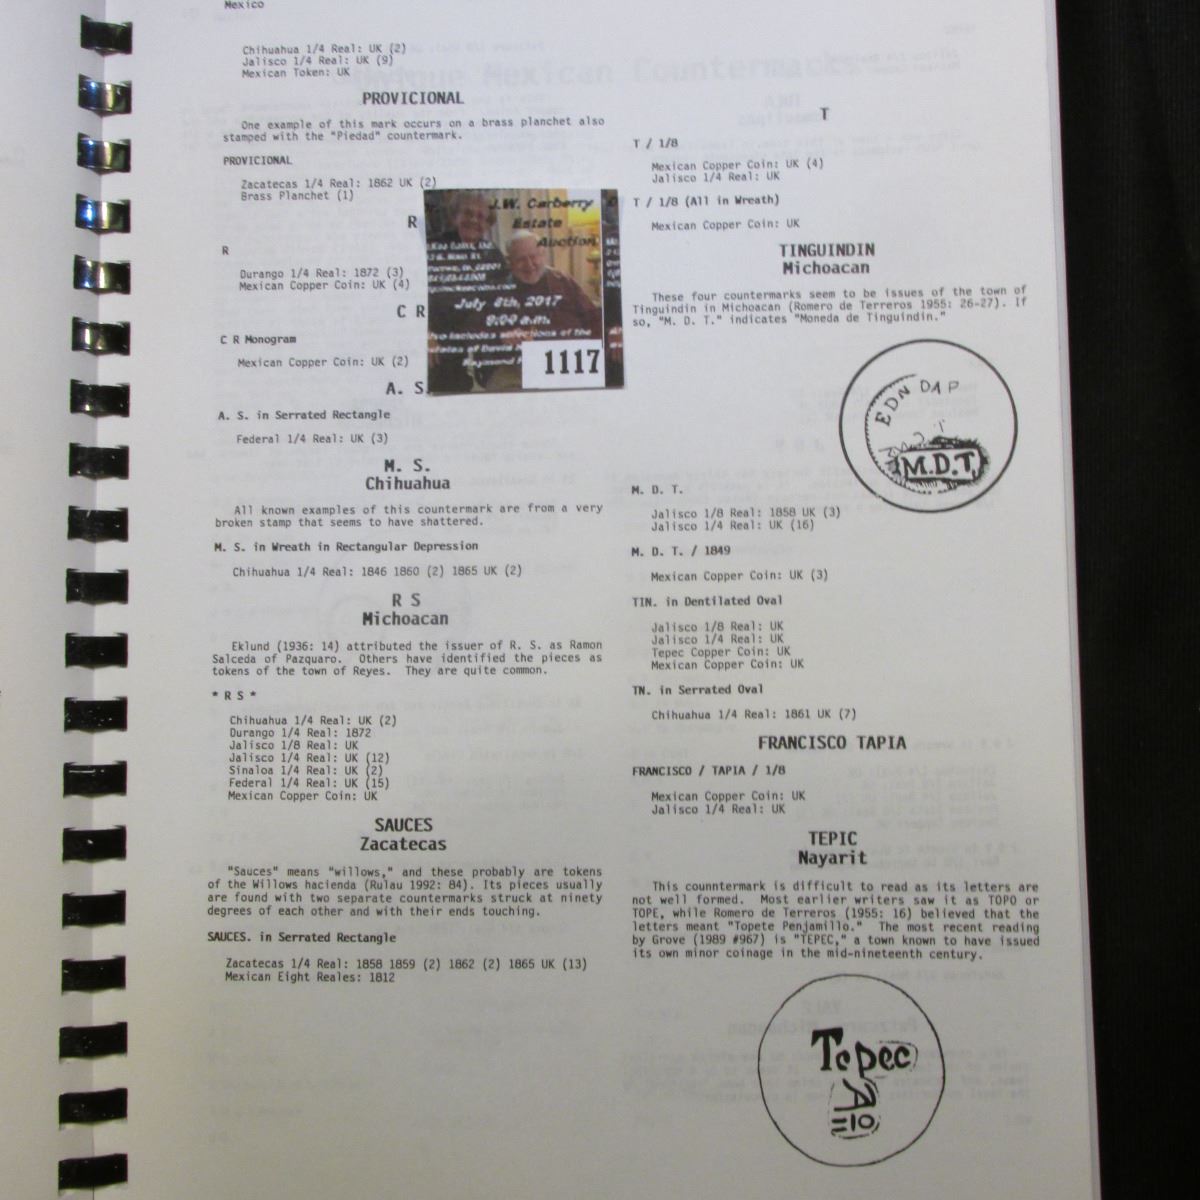 Mexico
Chihuahua 1/4 Real: UK (2)
Jalisco 1/4 Real: UK (9)
Mexican Token: UK
PROVICIONAL
One example of this mark occurs on a brass planchet also
stamped with the "Piedad" countermark.
PROVICIONAL
Zacatecas 1/4 Real: 1862 UK (2)
Brass Planchet (1)
R
R
Durango 1/4 Real: 1872 (3)
Mexican Copper Coin: UK (4)
C R
C R Monogram
Mexican Copper Coin: UK (2)
A. S.
A. S. in Serrated Rectangle
Federal 1/4 Real: UK (3)
M. S.
Chihuahua
All known examples of this countermark are from a very
broken stamp that seems to have shattered.
M. S. in Wreath in Rectangular Depression
Chihuahua 1/4 Real: 1846 1860 (2) 1865 UK (2)
R S
Michoacan
Eklund (1936: 14) attributed the issuer of R. S. as Ramon
Salceda of Pazquaro. Others have identified the pieces as
tokens of the town of Reyes. They are quite common.
* R S *
Chihuahua 1/4 Real: UK (2)
Durango 1/4 Real: 1872
Jalisco 1/8 Real: UK
Jalisco 1/4 Real: UK (12)
Sinaloa 1/4 Real: UK (2)
Federal 1/4 Real: UK (15)
Mexican Copper Coin: UK
SAUCES
Zacatecas
"Sauces" means "willows," and these probably are tokens
of the Willows hacienda (Rulau 1992: 84). Its pieces usually
are found with two separate countermarks struck at ninety
degrees of each other and with their ends touching.
SAUCES. in Serrated Rectangle
Zacatecas 1/4 Real: 1858 1859 (2) 1862 (2) 1865 UK (13)
Mexican Eight Reales: 1812
J.W. Carberry
Estate
Auction
July 8th, 2017
9:00 a.m.
1117
T
T / 1/8
Mexican Copper Coin: UK (4)
Jalisco 1/4 Real: UK
T / 1/8 (All in Wreath)
Mexican Copper Coin: UK
TINGUINDIN
Michoacan
These four countermarks seem to be issues of the town of
Tinguindin in Michoacan (Romero de Terreros 1955: 26-27). If
so, "M. D. T." indicates "Moneda de Tinguindin."
EDN DAP
M.D.T.
M. D. T.
Jalisco 1/8 Real: 1858 UK (3)
Jalisco 1/4 Real: UK (16)
M. D. T. / 1849
Mexican Copper Coin: UK (3)
TIN. in Dentilated Oval
Jalisco 1/8 Real: UK
Jalisco 1/4 Real: UK
Tepec Copper Coin: UK
Mexican Copper Coin: UK
TN. in Serrated Oval
Chihuahua 1/4 Real: 1861 UK (7)
FRANCISCO TAPIA
FRANCISCO / TAPIA / 1/8
Mexican Copper Coin: UK
Jalisco 1/4 Real: UK
TEPIC
Nayarit
This counntermark is difficult to read as its letters are
not well formed. Most earlier writers saw it as TOPO or
TOPE, while Romero de Terreros (1955: 16) believed that the
letters meant "Topete Penjamillo." The most recent reading
by Grove (1989 #967) is "TEPEC," a town known to have issued
its own minor coinage in the mid-nineteenth century.
Tepec